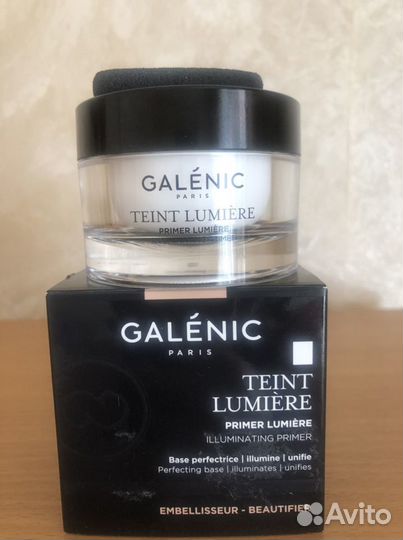 GALÉNIC
PARIS
TEINT LUMIÈRE
PRIMER LUMIÈRE
GALÉNIC
PARIS
TEINT
LUMIÈRE
PRIMER LUMIÈRE
ILLUMINATING PRIMER
Base perfectrice | illumine | unifie
Perfecting base | illuminates | unifies
EMBELLISSEUR - BEAUTIFIER
Avito